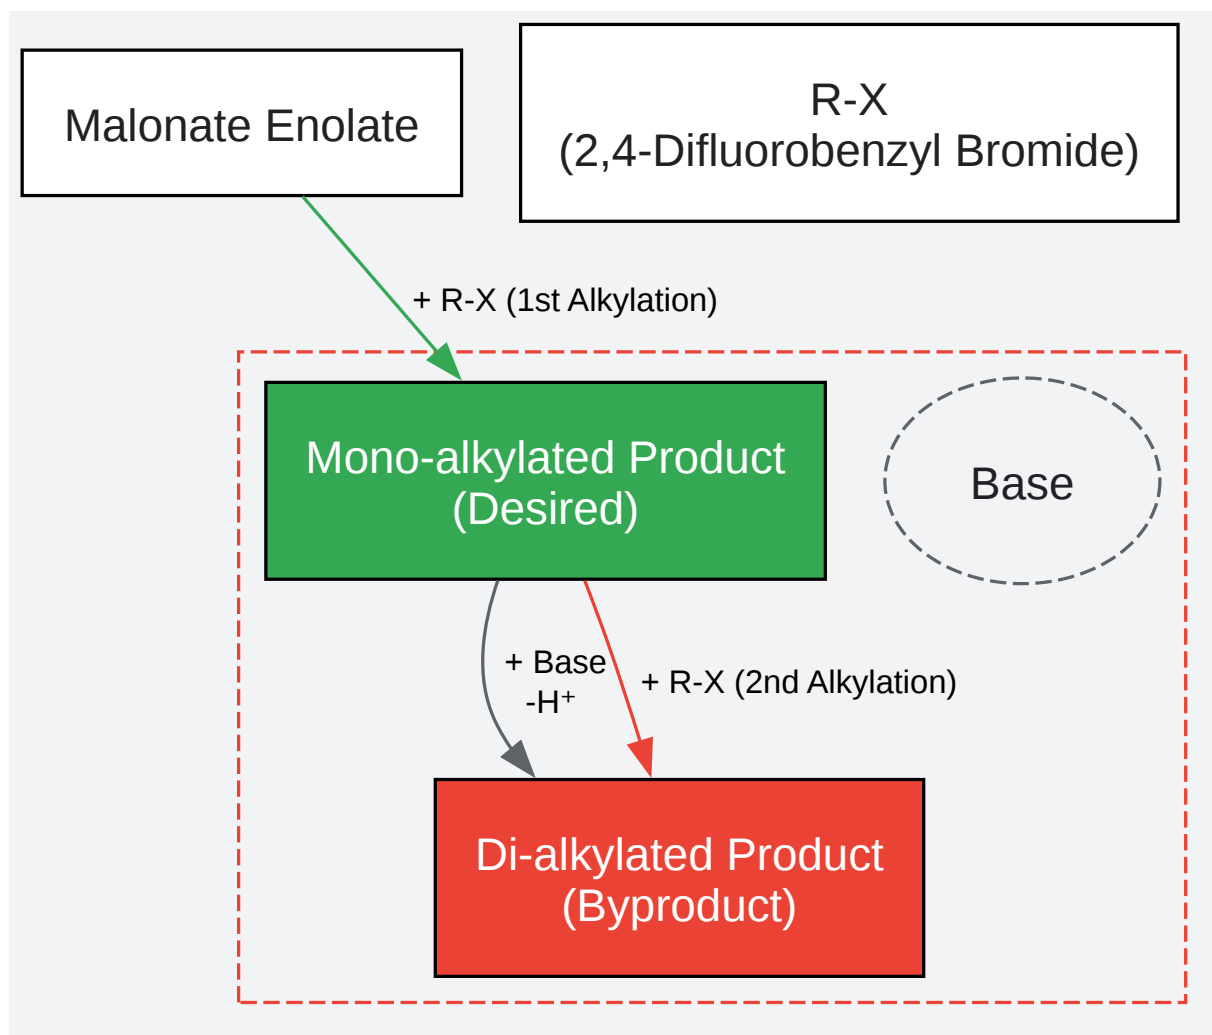 Malonate Enolate
R-X
(2,4-Difluorobenzyl Bromide)
+ R-X (1st Alkylation)
Mono-alkylated Product
(Desired)
Base
+ Base
-H⁺
+ R-X (2nd Alkylation)
Di-alkylated Product
(Byproduct)